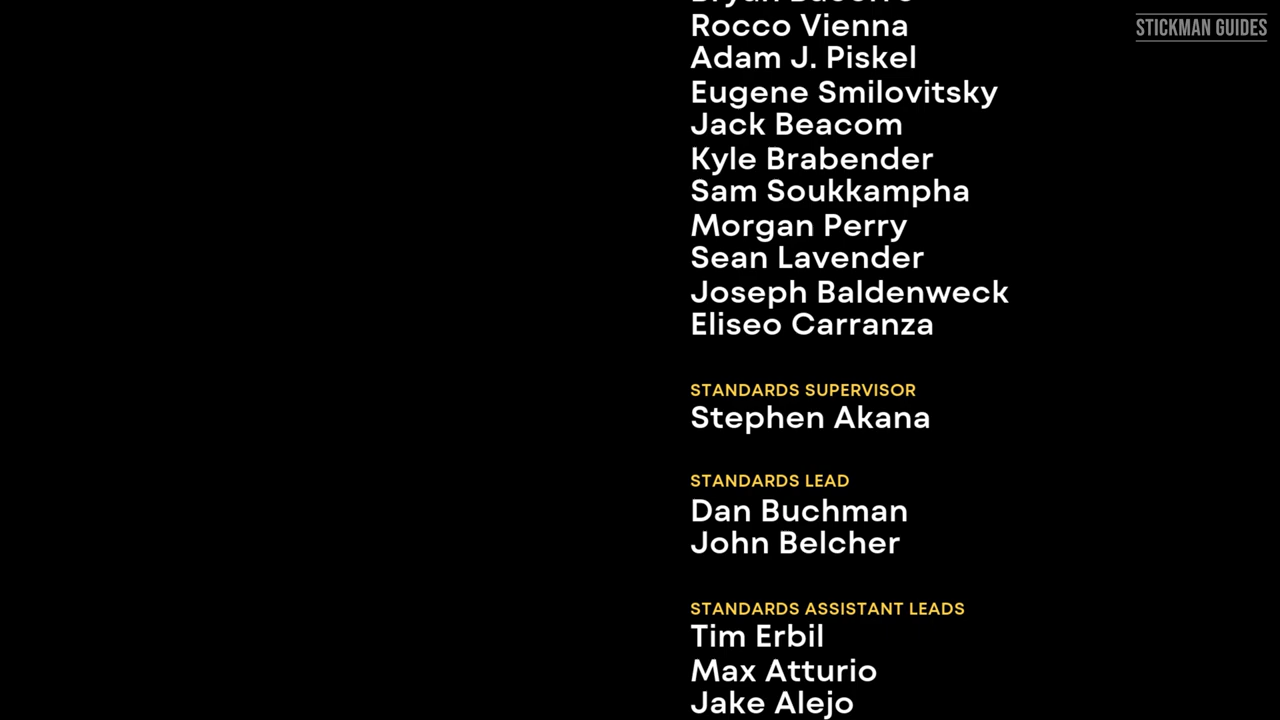 STICKMAN GUIDES
Rocco Vienna
Adam J. Piskel
Eugene Smilovitsky
Jack Beacom
Kyle Brabender
Sam Soukkampha
Morgan Perry
Sean Lavender
Joseph Baldenweck
Eliseo Carranza
STANDARDS SUPERVISOR
Stephen Akana
STANDARDS LEAD
Dan Buchman
John Belcher
STANDARDS ASSISTANT LEADS
Tim Erbil
Max Atturio
Jake Alejo